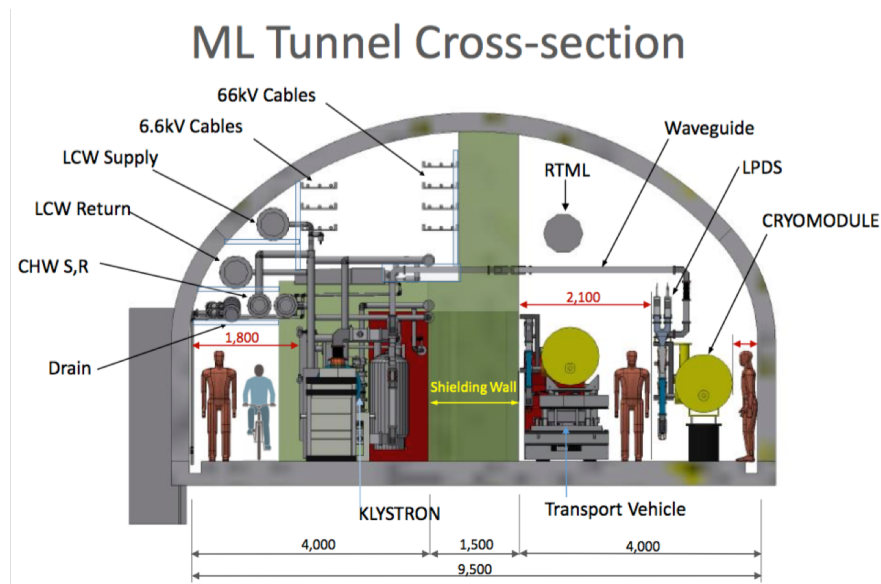 ML Tunnel Cross-section
66kV Cables
6.6kV Cables
LCW Supply
LCW Return
CHW S,R
Drain
Waveguide
RTML
LPDS
CRYOMODULE
1,800
2,100
Shielding Wall
KLYSTRON
Transport Vehicle
4,000
1,500
4,000
9,500